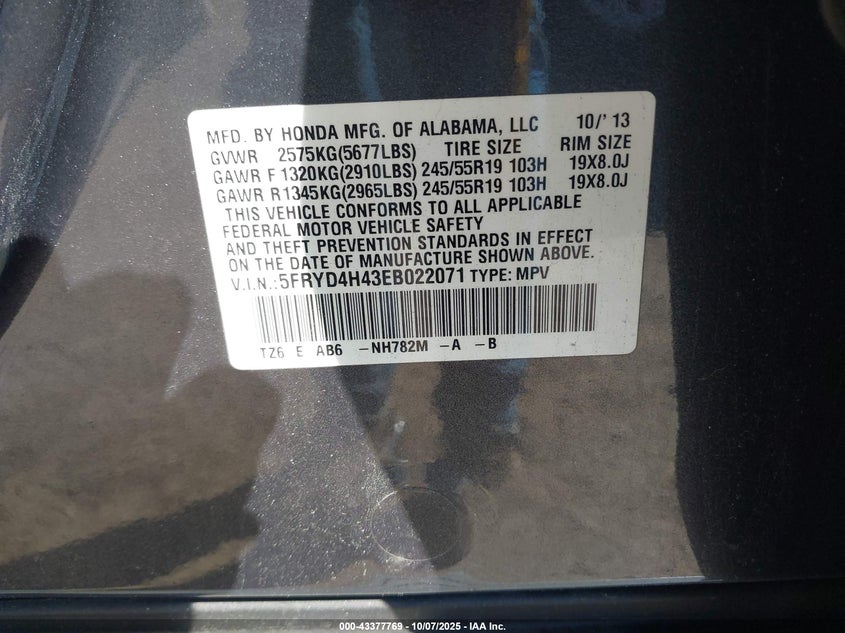 MFD. BY HONDA MFG. OF ALABAMA, LLC 10/'13
GVWR 2575KG(5677LBS) TIRE SIZE RIM SIZE
GAWR F 1320KG(2910LBS) 245/55R19 103H 19X8.0J
GAWR R 1345KG(2965LBS) 245/55R19 103H 19X8.0J
THIS VEHICLE CONFORMS TO ALL APPLICABLE
FEDERAL MOTOR VEHICLE SAFETY
AND THEFT PREVENTION STANDARDS IN EFFECT
ON THE DATE OF MANUFACTURE SHOWN ABOVE.
V.I.N.:5FRYD4H43EB022071 TYPE: MPV
TZ6 E AB6 -NH782M -A -B
000-43377769 - 10/07/2025 - IAA Inc.